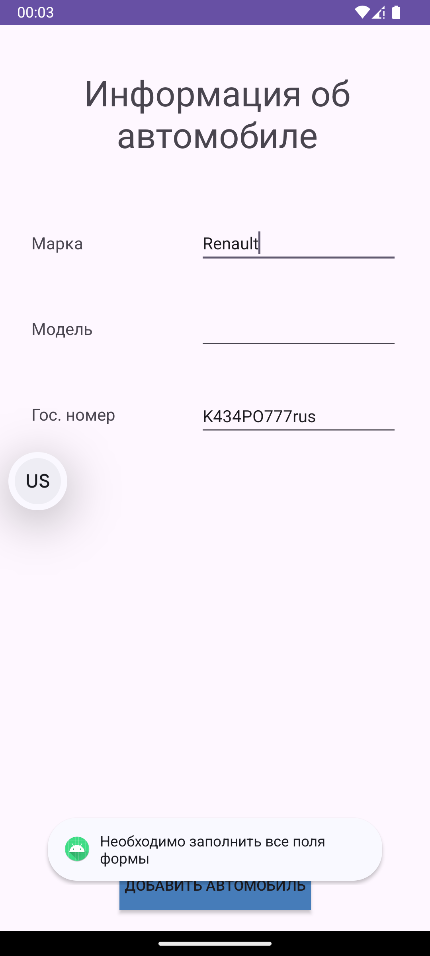 00:03
Информация об
автомобиле
Марка
Renault
Модель
Гос. номер
K434PO777rus
US
Необходимо заполнить все поля
формы
ДОБАВИТЬ АВТОМОБИЛЬ